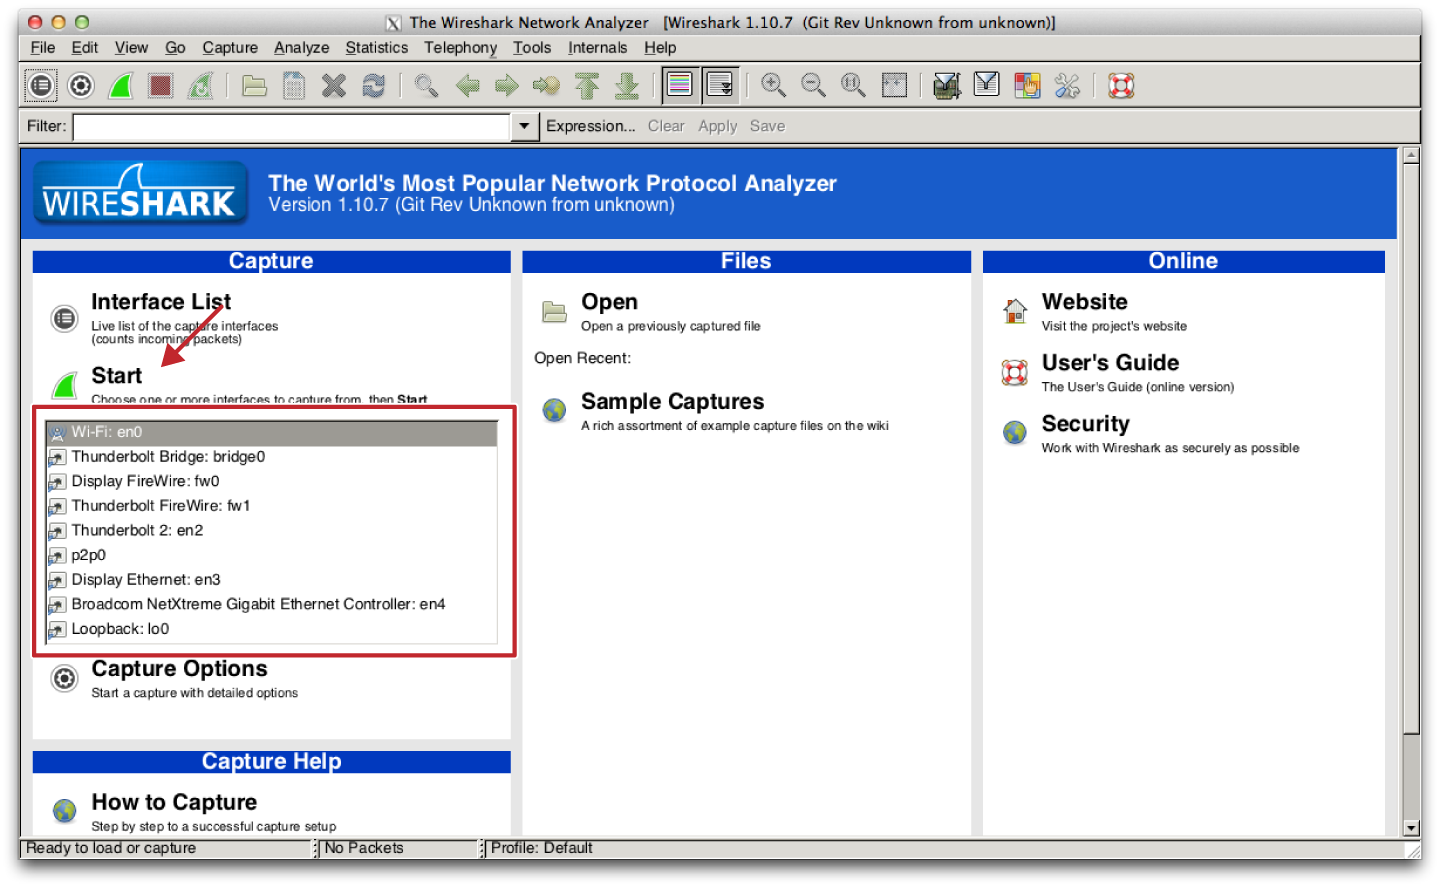 The Wireshark Network Analyzer   [Wireshark 1.10.7  (Git Rev Unknown from unknown)]
File Edit View Go Capture Analyze Statistics Telephony Tools Internals Help
Filter: Expression... Clear Apply Save
WIRESHARK
The World's Most Popular Network Protocol Analyzer
Version 1.10.7 (Git Rev Unknown from unknown)
Capture
Interface List
Live list of the capture interfaces
(counts incoming packets)
Start
Choose one or more interfaces to capture from, then Start
Wi-Fi: en0
Thunderbolt Bridge: bridge0
Display FireWire: fw0
Thunderbolt FireWire: fw1
Thunderbolt 2: en2
p2p0
Display Ethernet: en3
Broadcom NetXtreme Gigabit Ethernet Controller: en4
Loopback: lo0
Capture Options
Start a capture with detailed options
Capture Help
How to Capture
Step by step to a successful capture setup
Files
Open
Open a previously captured file
Open Recent:
Sample Captures
A rich assortment of example capture files on the wiki
Online
Website
Visit the project's website
User's Guide
The User's Guide (online version)
Security
Work with Wireshark as securely as possible
Ready to load or capture
No Packets
Profile: Default